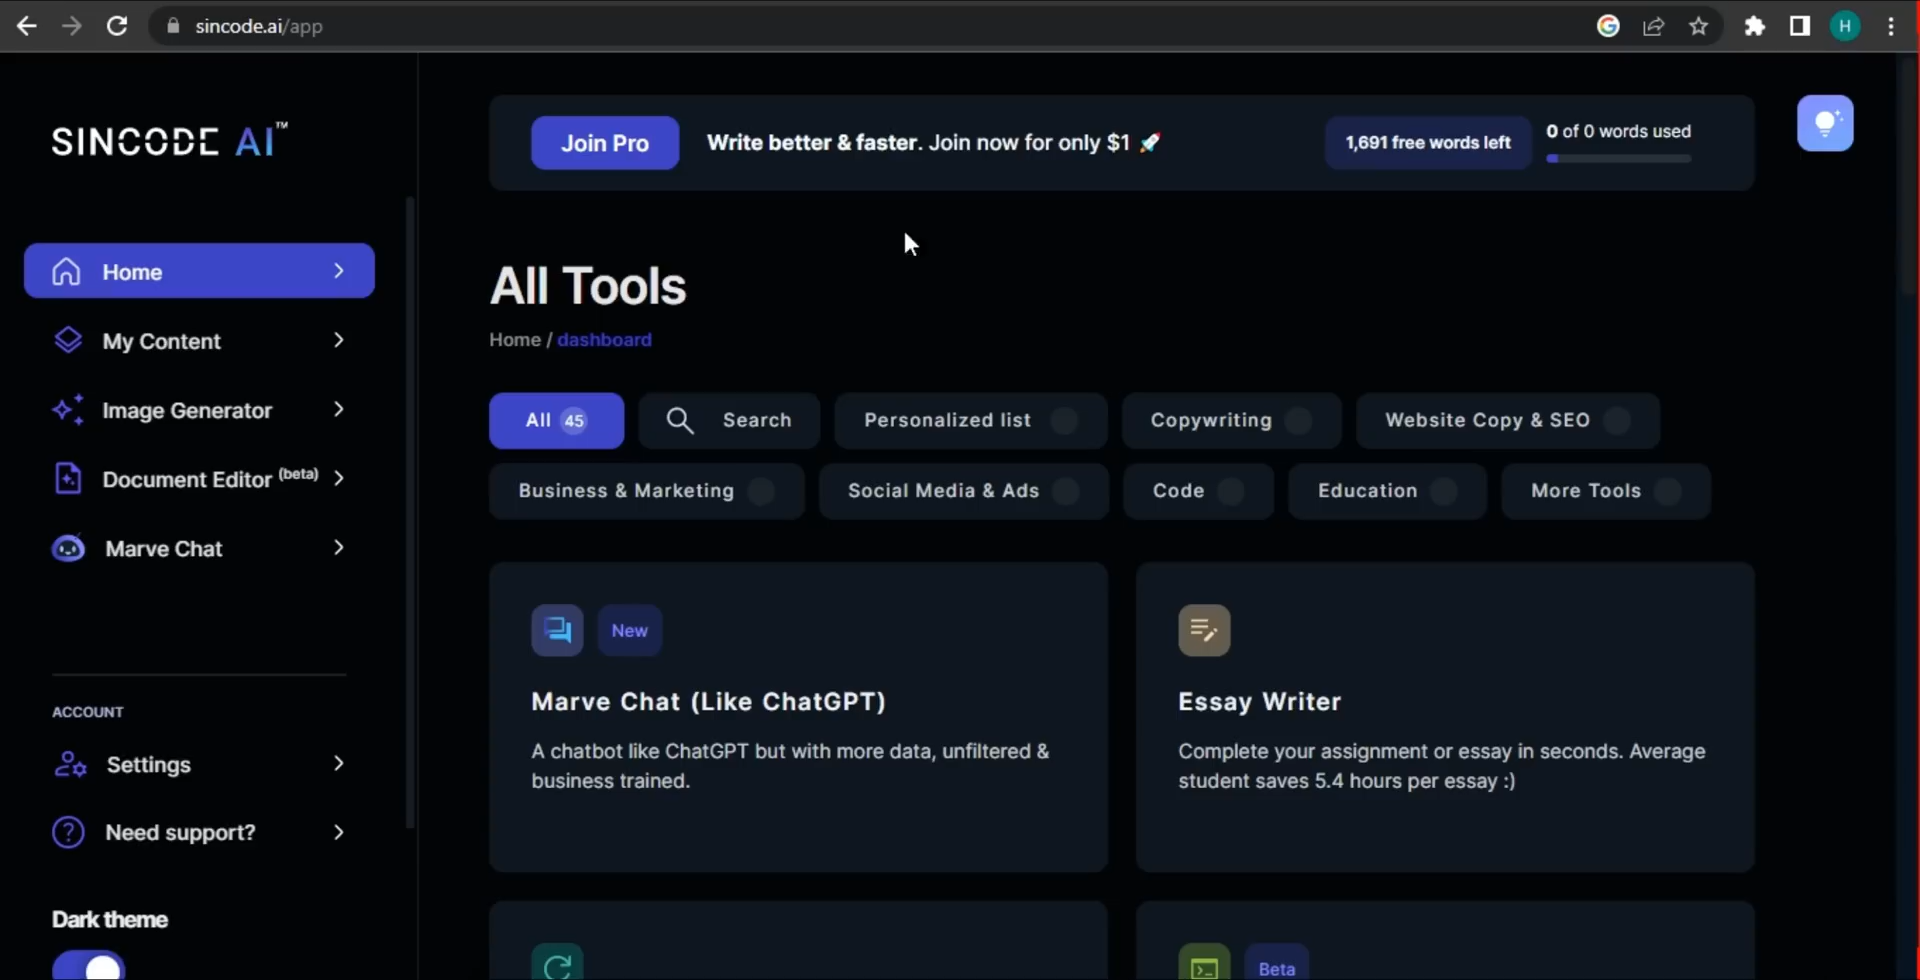 sincode.ai/app
H
SINCODE AI™
Join Pro
Write better & faster. Join now for only $1 🚀
1,691 free words left
0 of 0 words used
Home
My Content
Image Generator
Document Editor (beta)
Marve Chat
ACCOUNT
Settings
Need support?
Dark theme
All Tools
Home / dashboard
All 45
Search
Personalized list
Copywriting
Website Copy & SEO
Business & Marketing
Social Media & Ads
Code
Education
More Tools
New
Marve Chat (Like ChatGPT)
A chatbot like ChatGPT but with more data, unfiltered &
business trained.
Essay Writer
Complete your assignment or essay in seconds. Average
student saves 5.4 hours per essay :)
Beta